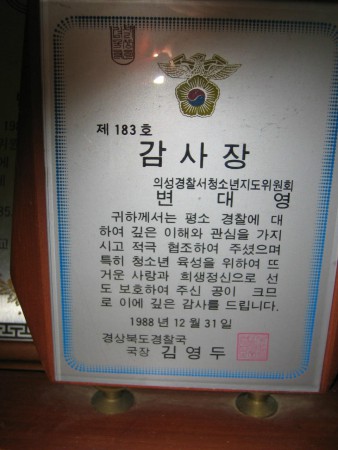 제 183 호
감사장
의성경찰서청소년지도위원회
변 대 영
귀하께서는 평소 경찰에 대
하여 깊은 이해와 관심을 가지
시고 적극 협조하여 주셨으며
특히 청소년 육성을 위하여 뜨
거운 사랑과 희생정신으로 선
도 보호하여 주신 공이 크므
로 이에 깊은 감사를 드립니다.
1988 년 12 월 31 일
경상북도경찰국
국장 김 영 두